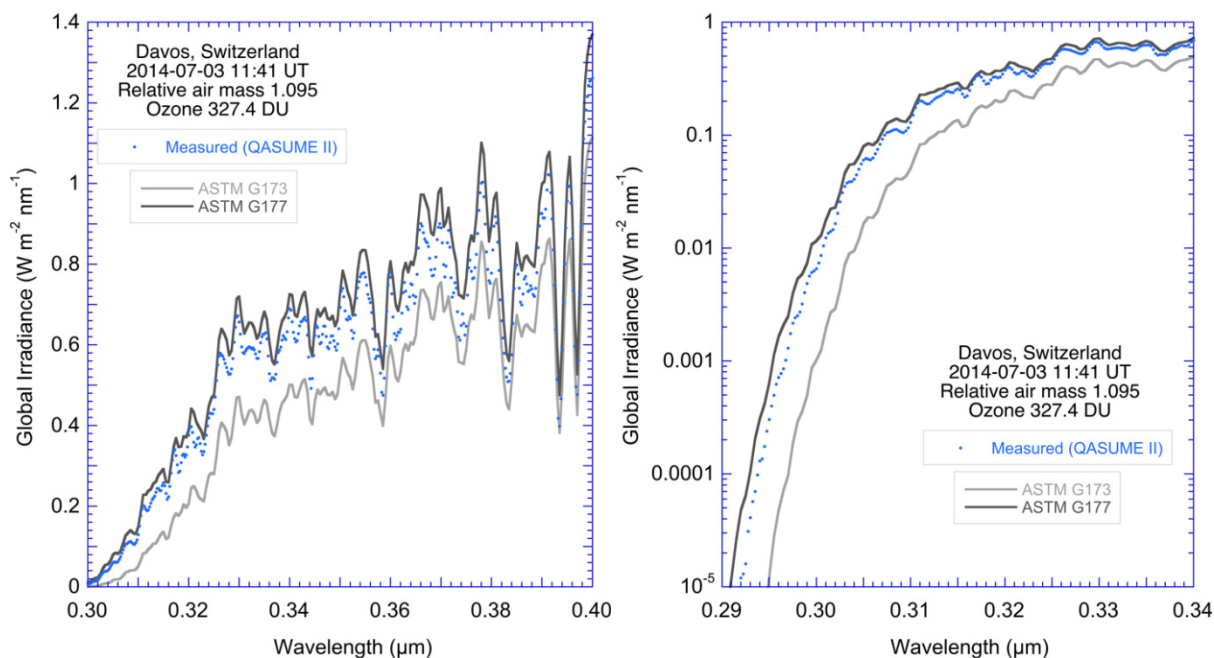 1.4
1.2
1
0.8
0.6
0.4
0.2
0
Global Irradiance (W m⁻² nm⁻¹)
Davos, Switzerland
2014-07-03 11:41 UT
Relative air mass 1.095
Ozone 327.4 DU
Measured (QASUME II)
ASTM G173
ASTM G177
0.30 0.32 0.34 0.36 0.38 0.40
Wavelength (µm)
1
0.1
0.01
0.001
0.0001
10⁻⁵
Global Irradiance (W m⁻² nm⁻¹)
Davos, Switzerland
2014-07-03 11:41 UT
Relative air mass 1.095
Ozone 327.4 DU
Measured (QASUME II)
ASTM G173
ASTM G177
0.29 0.30 0.31 0.32 0.33 0.34
Wavelength (µm)